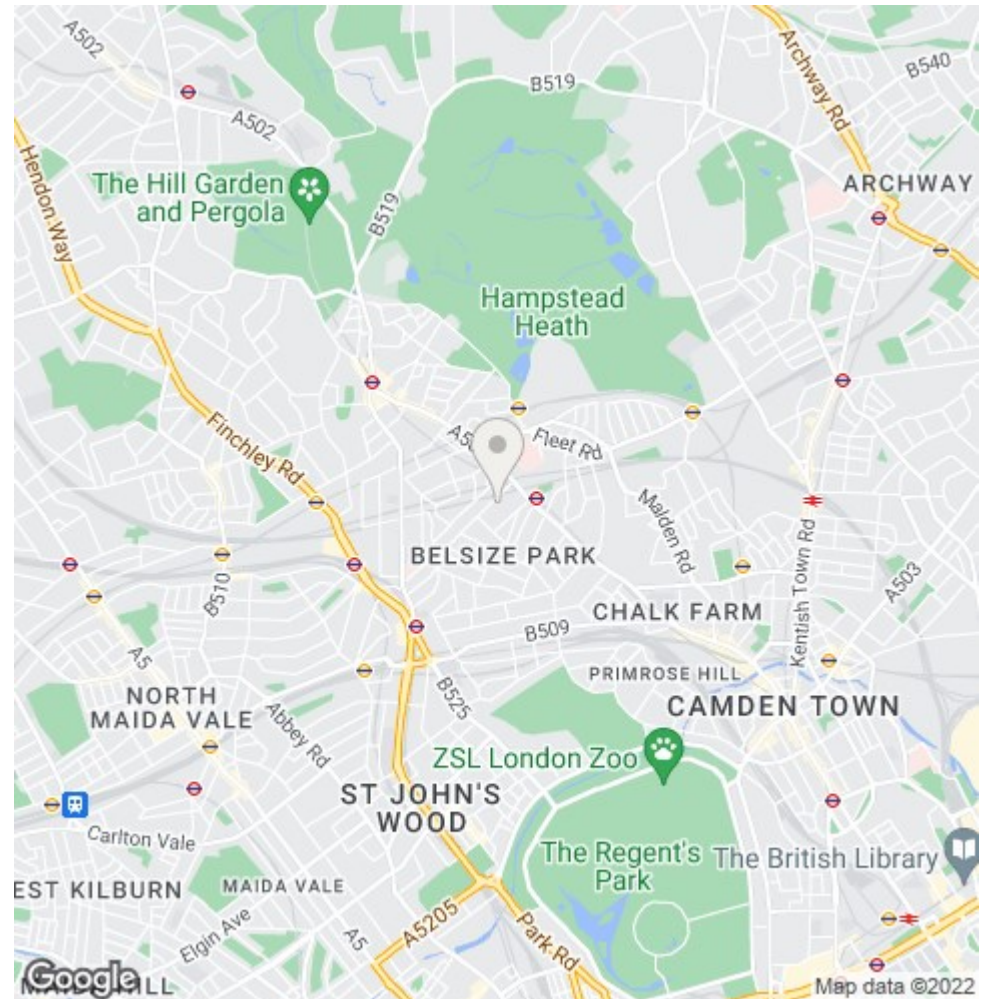 A502
Archway Rd
B540
B519
A502
Hendon Way
The Hill Garden
and Pergola
B519
ARCHWAY
Hampstead
Heath
Finchley Rd
Fleet Rd
Malden Rd
BELSIZE PARK
Kentish Town Rd
A503
B510
CHALK FARM
B509
A5
PRIMROSE HILL
NORTH
MAIDA VALE
Abbey Rd
B525
CAMDEN TOWN
ZSL London Zoo
ST JOHN'S
WOOD
Carlton Vale
The Regent's
Park
The British Library
EST KILBURN
MAIDA VALE
Elgin Ave
A5
A5205
Park Rd
Google
Map data ©2022